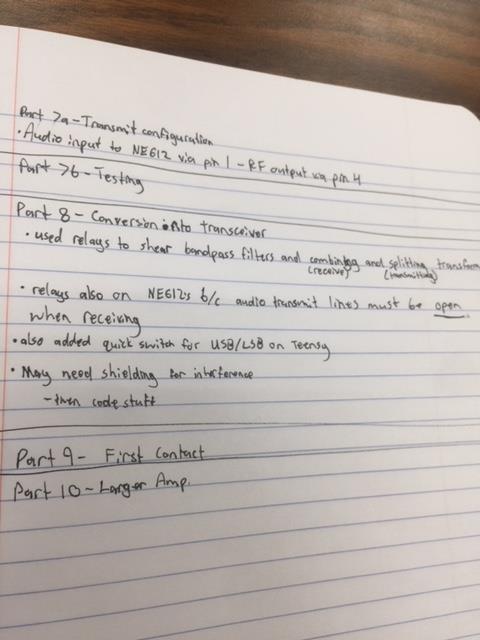 Part 7a - Transmit configuration
• Audio input to NE612 via pin 1 - RF output via pin 4
Part 7b - Testing
Part 8 - Conversion into transceiver
• used relays to shear bandpass filters and combining and splitting transform
(receive) (transmitting)
• relays also on NE612s b/c audio transmit lines must be open
when receiving
• also added quick switch for USB/LSB on Teensy
• May need shielding for interference
- then code stuff
Part 9 - First Contact
Part 10 - Larger Amp.